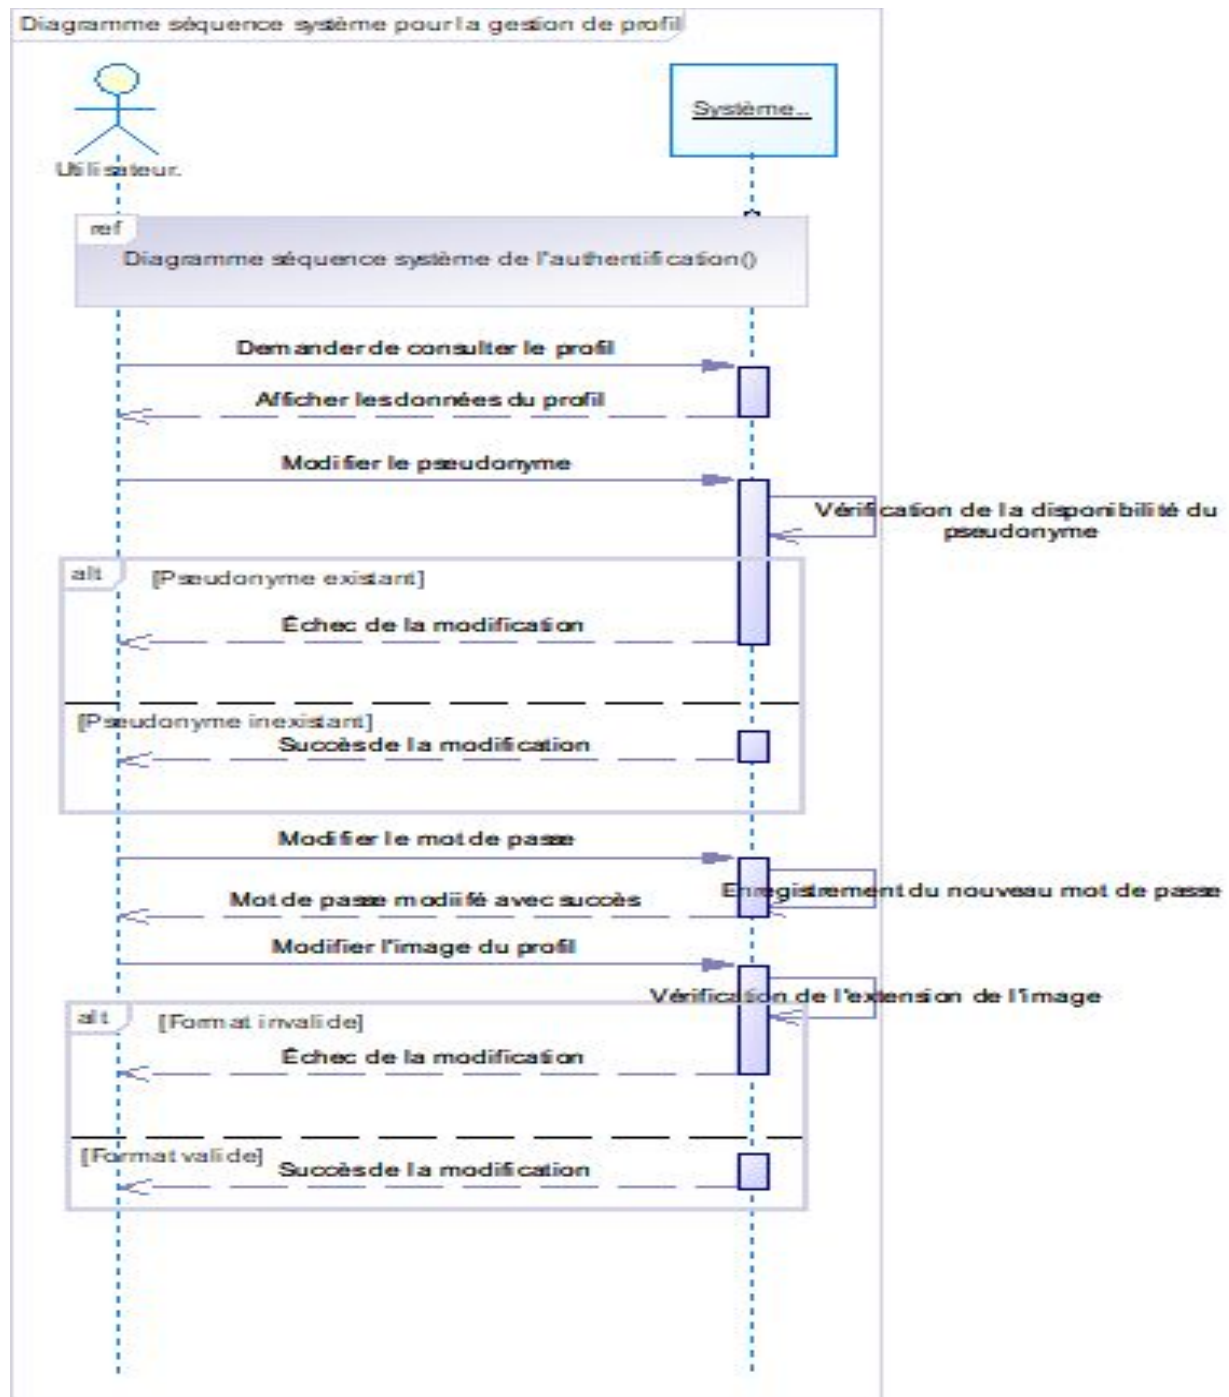 Diagramme séquence système pour la gestion de profil
Système..
Utilisateur.
ref
Diagramme séquence système de l'authentification()
Demander de consulter le profil
Afficher les données du profil
Modifier le pseudonyme
Vérification de la disponibilité du
pseudonyme
alt
[Pseudonyme existant]
Échec de la modification
[Pseudonyme inexistant]
Succès de la modification
Modifier le mot de passe
Enregistrement du nouveau mot de passe
Mot de passe modiifé avec succès
Modifier l'image du profil
Vérification de l'extension de l'image
alt
[Format invalide]
Échec de la modification
[Format valide]
Succès de la modification